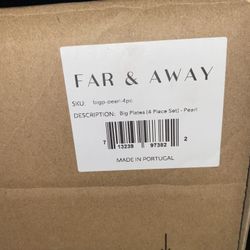 FAR & AWAY
SKU: bigp-pearl-4pc
DESCRIPTION: Big Plates (4 Piece Set) - Pearl
7 13239 97382 2
MADE IN PORTUGAL